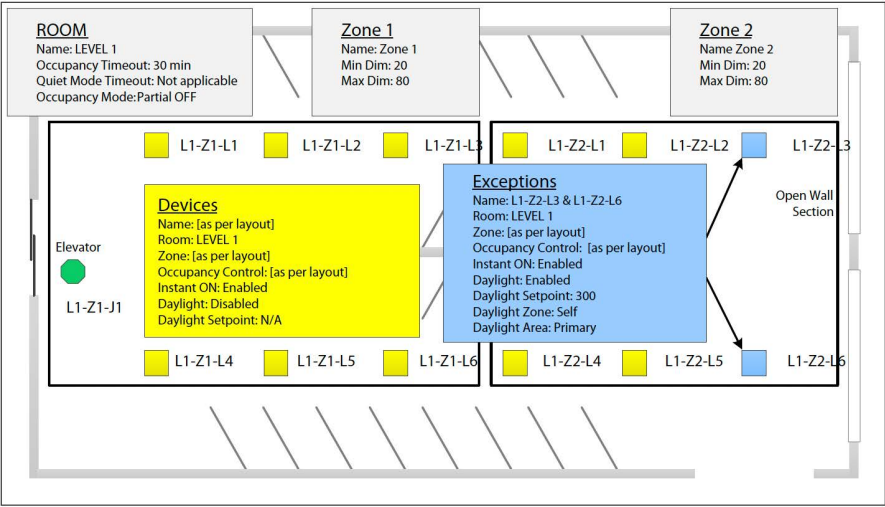 ROOM
Name: LEVEL 1
Occupancy Timeout: 30 min
Quiet Mode Timeout: Not applicable
Occupancy Mode:Partial OFF
Zone 1
Name: Zone 1
Min Dim: 20
Max Dim: 80
Zone 2
Name Zone 2
Min Dim: 20
Max Dim: 80
L1-Z1-L1
L1-Z1-L2
L1-Z1-L3
L1-Z2-L1
L1-Z2-L2
L1-Z2-L3
Devices
Name: [as per layout]
Room: LEVEL 1
Zone: [as per layout]
Occupancy Control: [as per layout]
Instant ON: Enabled
Daylight: Disabled
Daylight Setpoint: N/A
Exceptions
Name: L1-Z2-L3 & L1-Z2-L6
Room: LEVEL 1
Zone: [as per layout]
Occupancy Control: [as per layout]
Instant ON: Enabled
Daylight: Enabled
Daylight Setpoint: 300
Daylight Zone: Self
Daylight Area: Primary
Open Wall
Section
Elevator
L1-Z1-J1
L1-Z1-L4
L1-Z1-L5
L1-Z1-L6
L1-Z2-L4
L1-Z2-L5
L1-Z2-L6